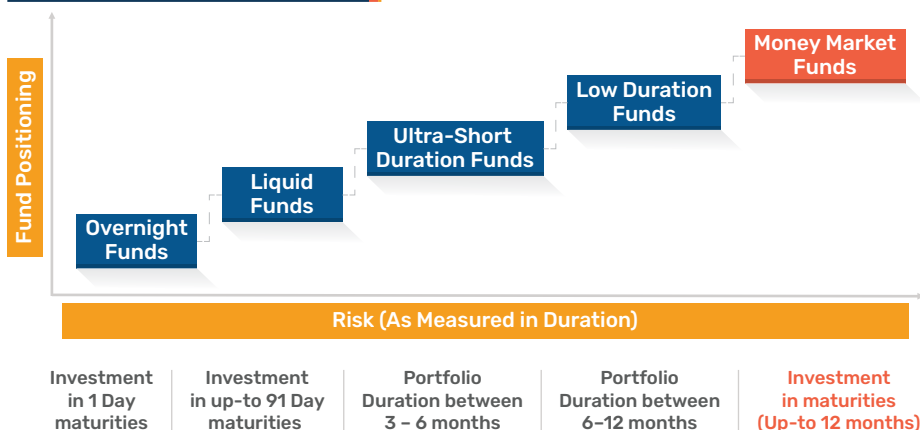 Fund Positioning
Money Market
Funds
Low Duration
Funds
Ultra-Short
Duration Funds
Liquid
Funds
Overnight
Funds
Risk (As Measured in Duration)
Investment
in 1 Day
maturities
Investment
in up-to 91 Day
maturities
Portfolio
Duration between
3 – 6 months
Portfolio
Duration between
6–12 months
Investment
in maturities
(Up-to 12 months)